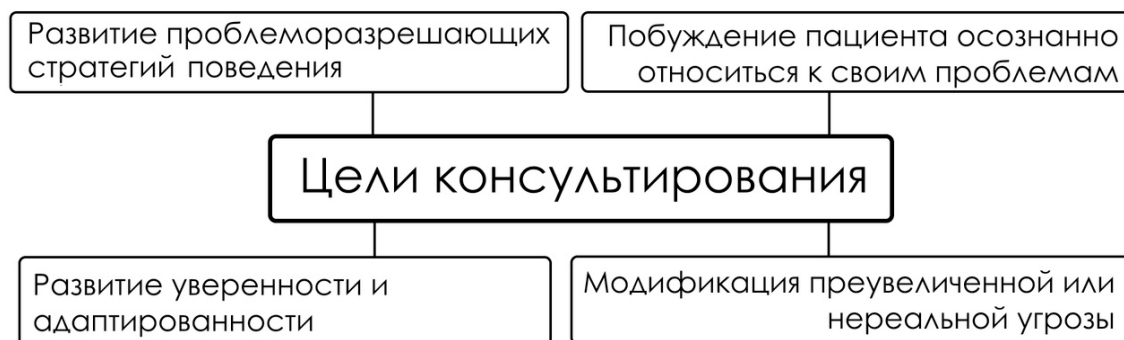 Развитие проблеморазрешающих
стратегий поведения
Побуждение пациента осознанно
относиться к своим проблемам
Цели консультирования
Развитие уверенности и
адаптированности
Модификация преувеличенной или
нереальной угрозы